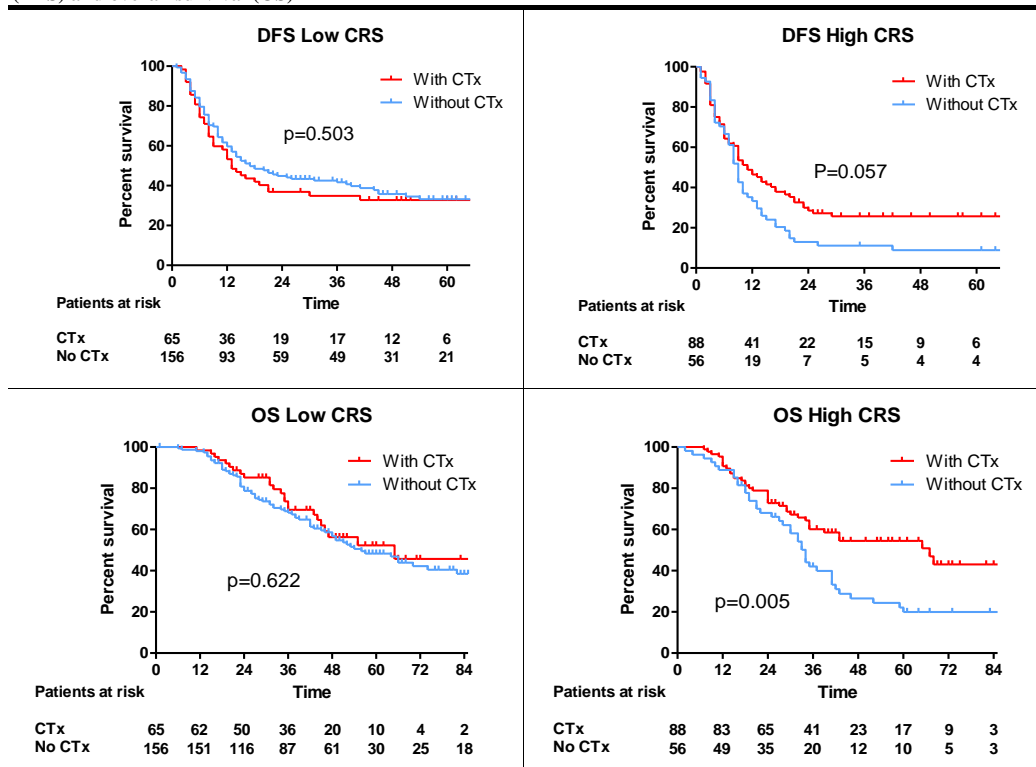 DFS Low CRS
100
80
60
40
20
0
Percent survival
With CTx
Without CTx
p=0.503
0 12 24 36 48 60
Time
Patients at risk
CTx 65 36 19 17 12 6
No CTx 156 93 59 49 31 21
DFS High CRS
100
80
60
40
20
0
Percent survival
With CTx
Without CTx
P=0.057
0 12 24 36 48 60
Time
Patients at risk
CTx 88 41 22 15 9 6
No CTx 56 19 7 5 4 4
OS Low CRS
100
80
60
40
20
0
Percent survival
With CTx
Without CTx
p=0.622
0 12 24 36 48 60 72 84
Time
Patients at risk
CTx 65 62 50 36 20 10 4 2
No CTx 156 151 116 87 61 30 25 18
OS High CRS
100
80
60
40
20
0
Percent survival
With CTx
Without CTx
p=0.005
0 12 24 36 48 60 72 84
Time
Patients at risk
CTx 88 83 65 41 23 17 9 3
No CTx 56 49 35 20 12 10 5 3